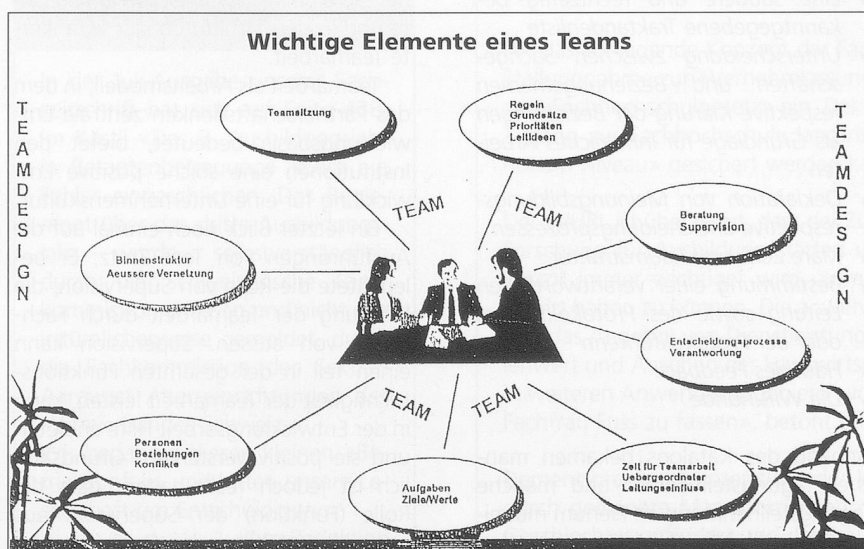 Wichtige Elemente eines Teams
TEAMDESIGN
Teamleitung
Regeln
Grundsätze
Prioritäten
Leitideen
TEAMDESIGN
TEAM
TEAM
Beratung
Supervision
Binnenstruktur
Aeussere Vernetzung
Entscheidungsprozesse
Verantwortung
TEAM
TEAM
Personen
Beziehungen
Konflikte
Aufgaben
Ziele/Werte
Zeit für Teamarbeit
Uebergeordneter
Leitungseinfluss